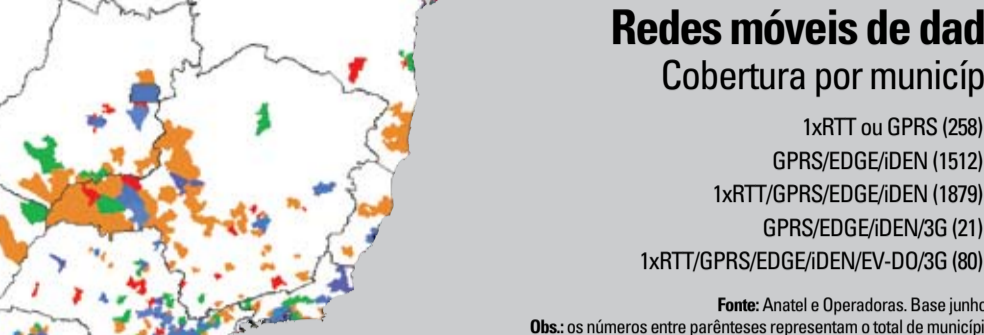 Redes móveis de dad
Cobertura por municíp
1xRTT ou GPRS (258)
GPRS/EDGE/iDEN (1512)
1xRTT/GPRS/EDGE/iDEN (1879)
GPRS/EDGE/iDEN/3G (21)
1xRTT/GPRS/EDGE/iDEN/EV-DO/3G (80)
Fonte: Anatel e Operadoras. Base junho
Obs.: os números entre parênteses representam o total de municípi